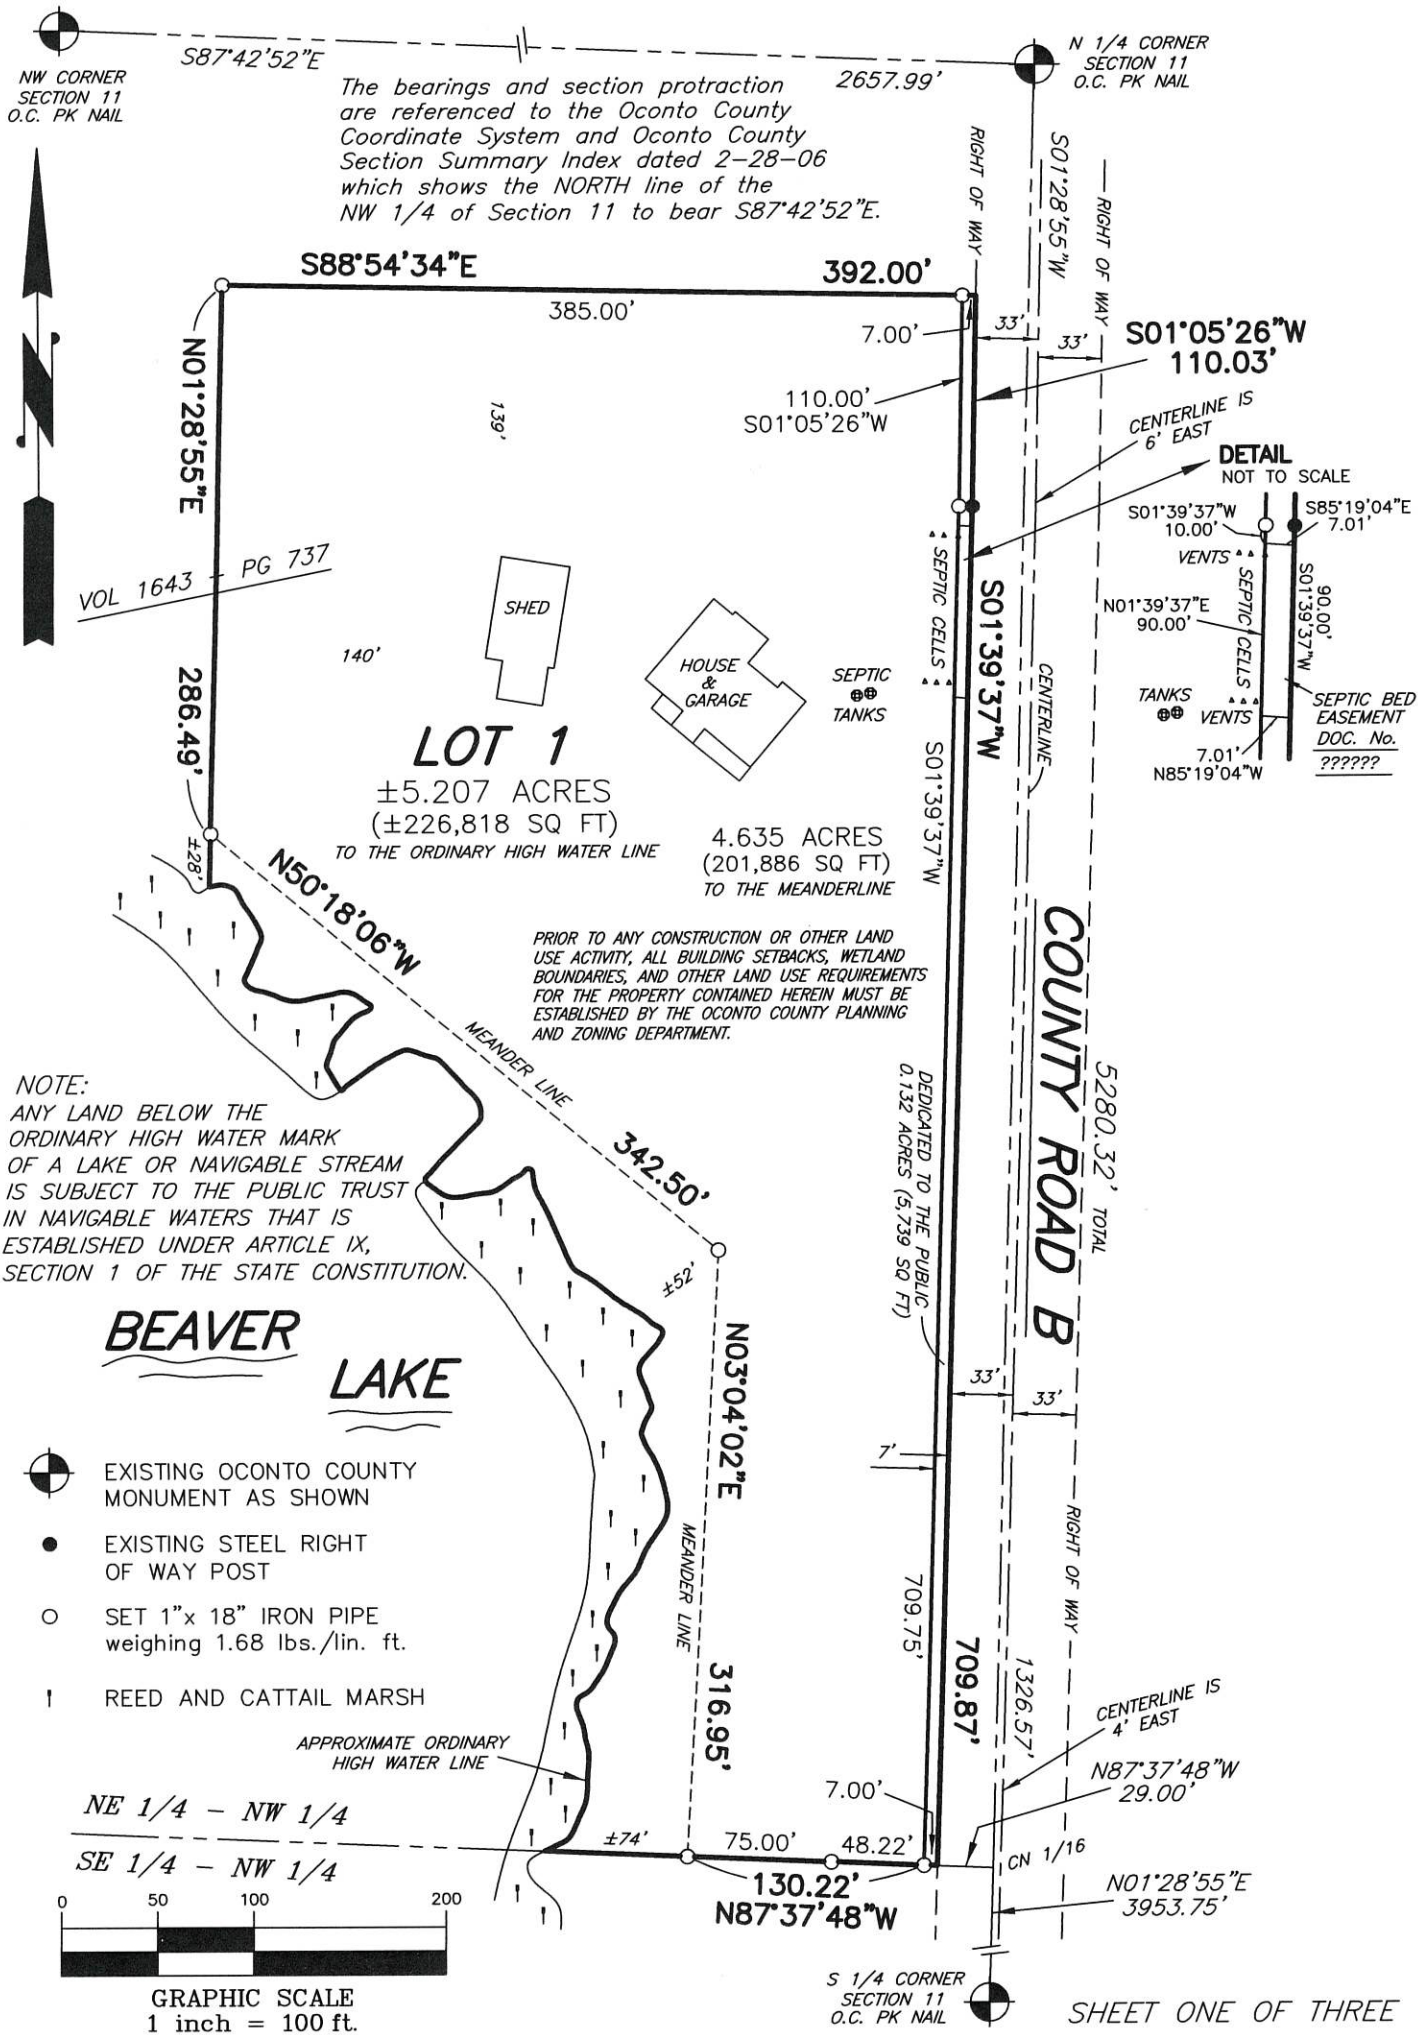 S87°42'52"E
2657.99'
NW CORNER
SECTION 11
O.C. PK NAIL
N 1/4 CORNER
SECTION 11
O.C. PK NAIL
The bearings and section protraction
are referenced to the Oconto County
Coordinate System and Oconto County
Section Summary Index dated 2-28-06
which shows the NORTH line of the
NW 1/4 of Section 11 to bear S87°42'52"E.
RIGHT OF WAY
S01°28'55"W
RIGHT OF WAY
N
S88°54'34"E
392.00'
385.00'
7.00'
33'
33'
S01°05'26"W
110.03'
110.00'
S01°05'26"W
N01°28'55"E
286.49'
139'
CENTERLINE IS
6' EAST
DETAIL
NOT TO SCALE
S01°39'37"W
10.00'
S85°19'04"E
7.01'
VENTS
SEPTIC CELLS
N01°39'37"E
90.00'
90.00'
S01°39'37"W
TANKS
VENTS
7.01'
N85°19'04"W
SEPTIC BED
EASEMENT
DOC. No.
??????
VOL 1643
PG 737
140'
SHED
HOUSE
&
GARAGE
SEPTIC
TANKS
SEPTIC CELLS
S01°39'37"W
S01°39'37"W
CENTERLINE
LOT 1
±5.207 ACRES
(±226,818 SQ FT)
TO THE ORDINARY HIGH WATER LINE
4.635 ACRES
(201,886 SQ FT)
TO THE MEANDERLINE
±28'
N50°18'06"W
342.50'
MEANDER LINE
PRIOR TO ANY CONSTRUCTION OR OTHER LAND
USE ACTIVITY, ALL BUILDING SETBACKS, WETLAND
BOUNDARIES, AND OTHER LAND USE REQUIREMENTS
FOR THE PROPERTY CONTAINED HEREIN MUST BE
ESTABLISHED BY THE OCONTO COUNTY PLANNING
AND ZONING DEPARTMENT.
COUNTY ROAD B
5280.32' TOTAL
DEDICATED TO THE PUBLIC
0.132 ACRES (5,739 SQ FT)
NOTE:
ANY LAND BELOW THE
ORDINARY HIGH WATER MARK
OF A LAKE OR NAVIGABLE STREAM
IS SUBJECT TO THE PUBLIC TRUST
IN NAVIGABLE WATERS THAT IS
ESTABLISHED UNDER ARTICLE IX,
SECTION 1 OF THE STATE CONSTITUTION.
±52'
N03°04'02"E
316.95'
MEANDER LINE
33'
33'
7'
BEAVER
LAKE
EXISTING OCONTO COUNTY
MONUMENT AS SHOWN
EXISTING STEEL RIGHT
OF WAY POST
SET 1"x 18" IRON PIPE
weighing 1.68 lbs./lin. ft.
REED AND CATTAIL MARSH
APPROXIMATE ORDINARY
HIGH WATER LINE
RIGHT OF WAY
709.75'
709.87'
1326.57'
CENTERLINE IS
4' EAST
N87°37'48"W
29.00'
7.00'
NE 1/4 - NW 1/4
SE 1/4 - NW 1/4
±74'
75.00'
48.22'
130.22'
N87°37'48"W
CN 1/16
N01°28'55"E
3953.75'
0 50 100 200
GRAPHIC SCALE
1 inch = 100 ft.
S 1/4 CORNER
SECTION 11
O.C. PK NAIL
SHEET ONE OF THREE